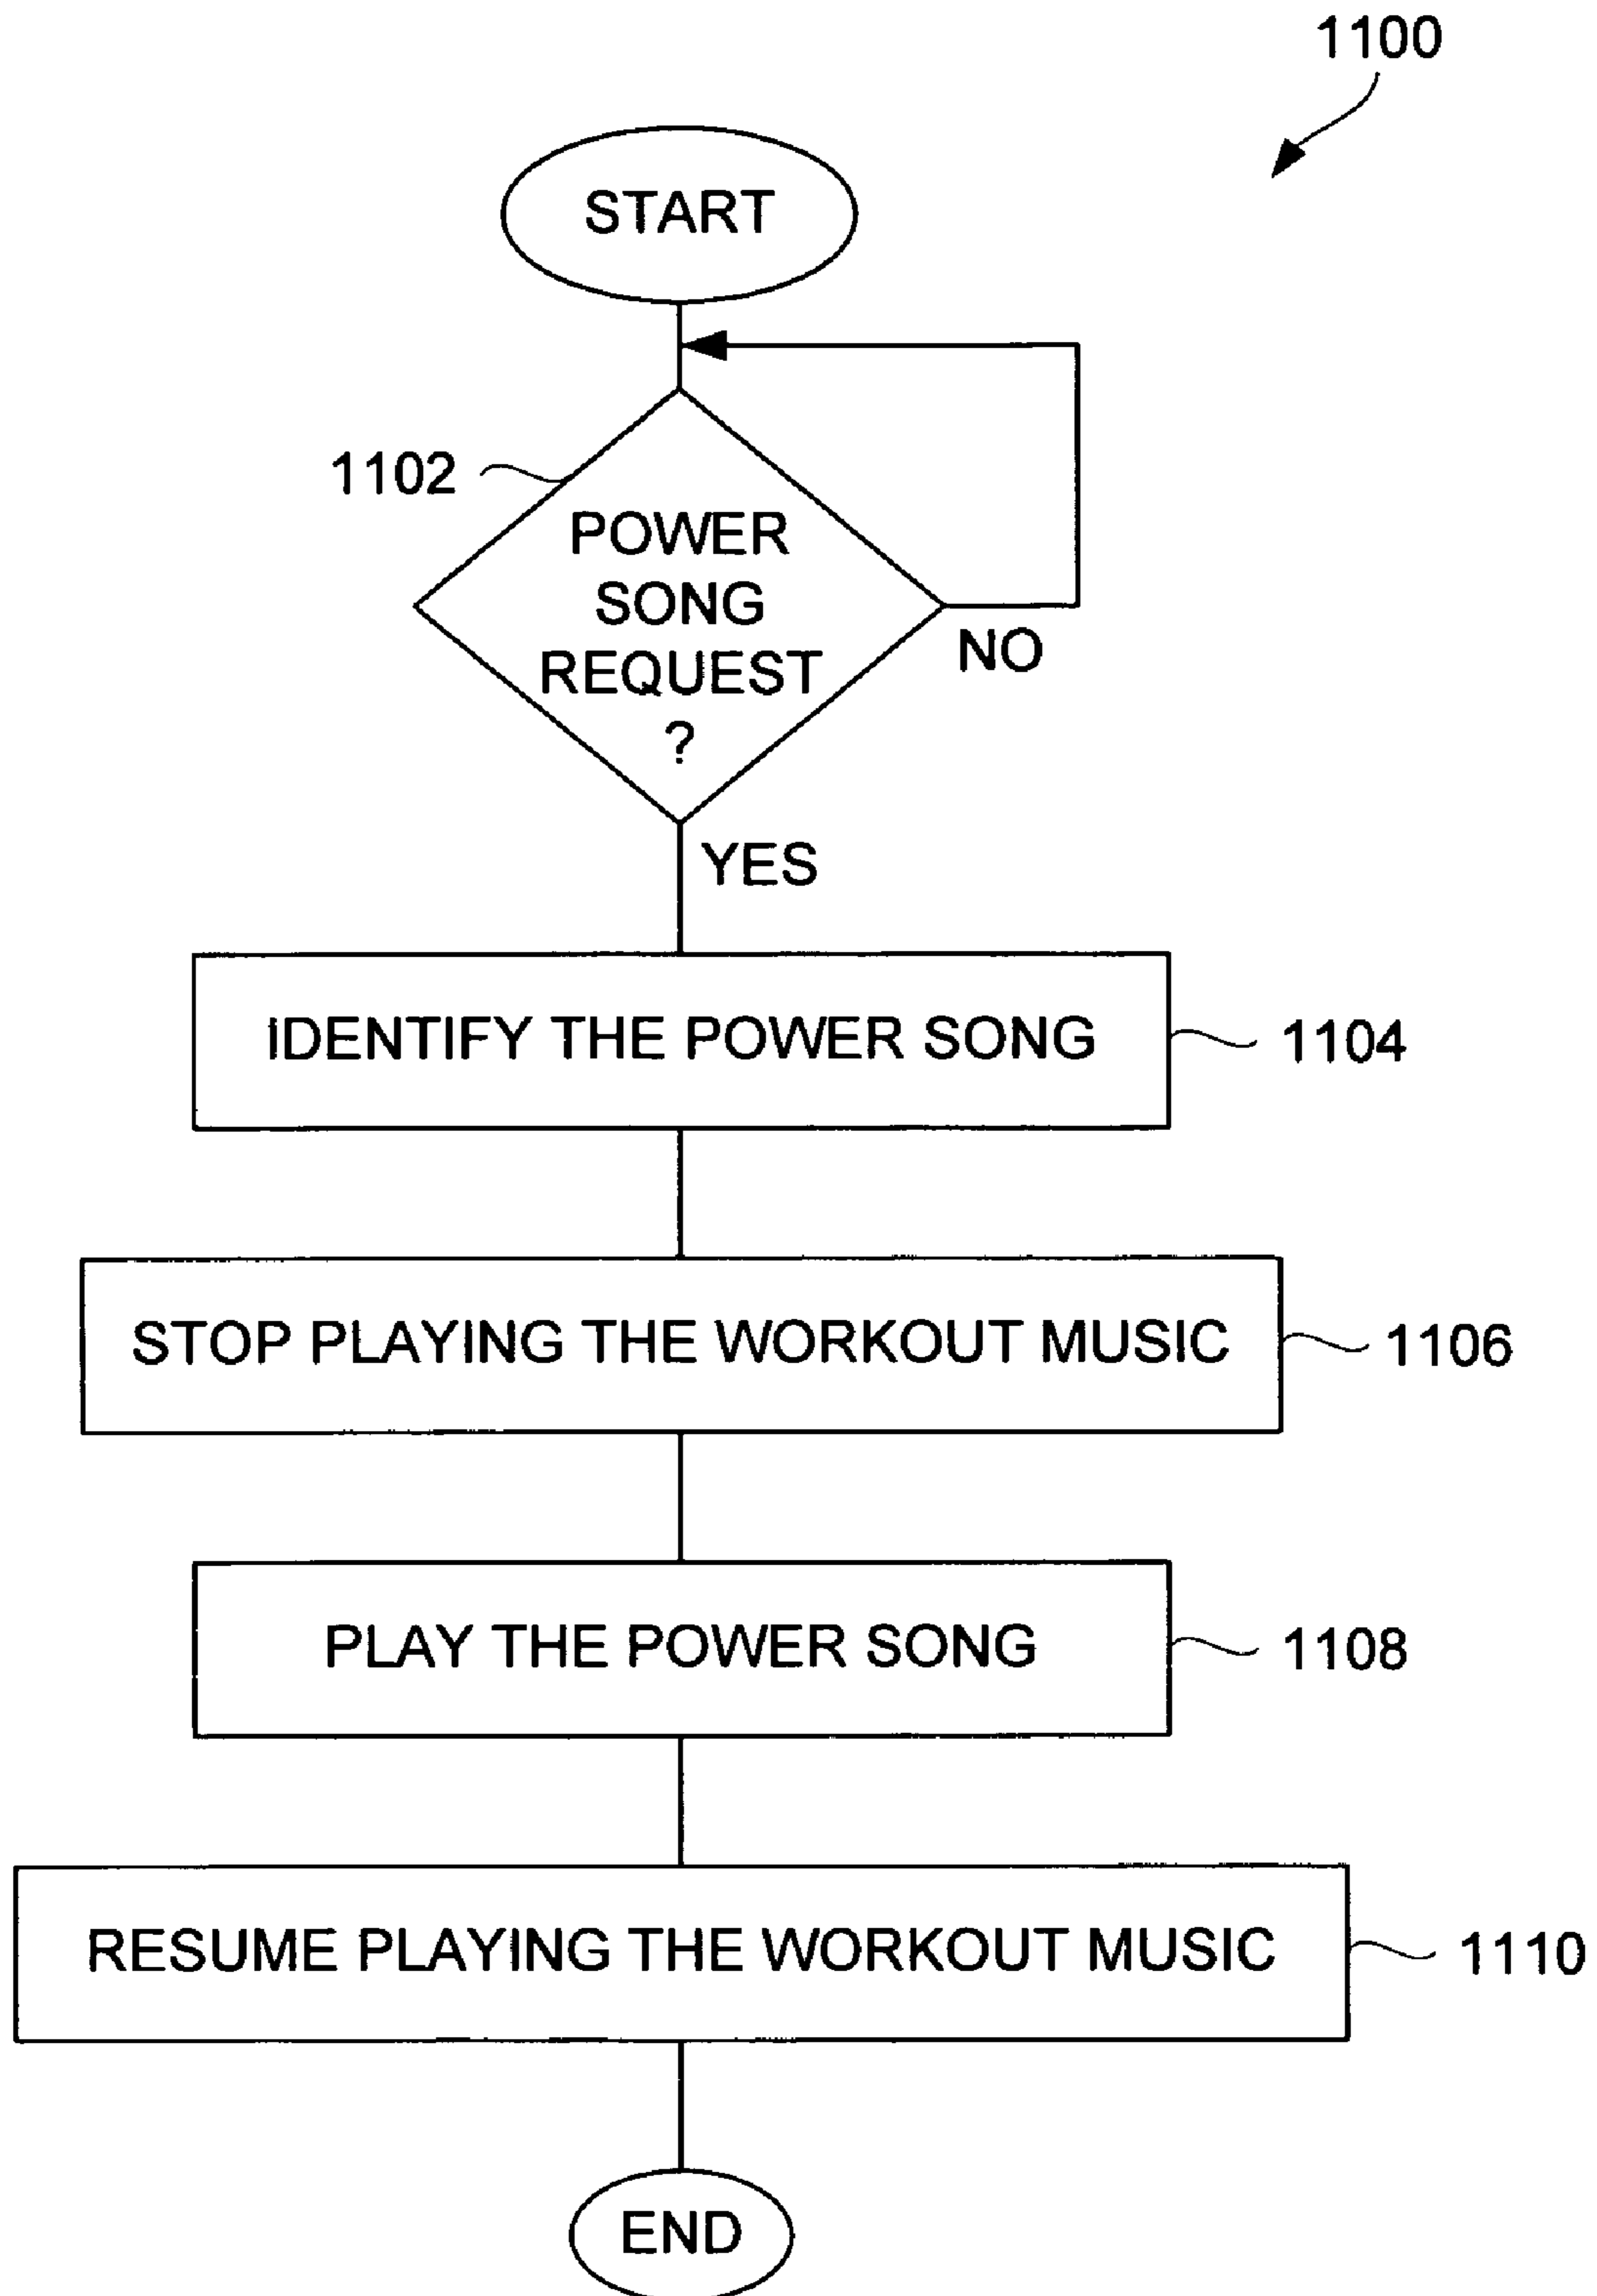 1100
START
1102
POWER
SONG
REQUEST
?
NO
YES
IDENTIFY THE POWER SONG
1104
STOP PLAYING THE WORKOUT MUSIC
1106
PLAY THE POWER SONG
1108
RESUME PLAYING THE WORKOUT MUSIC
1110
END